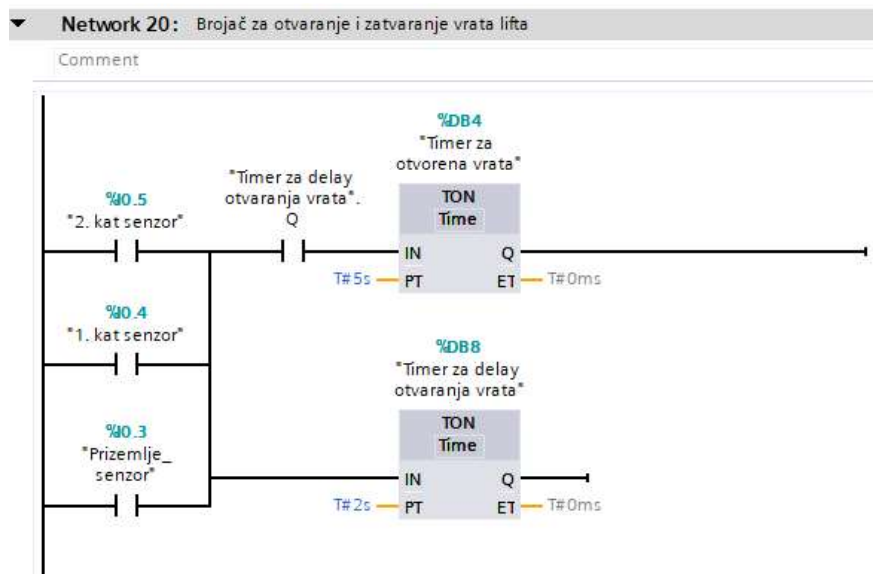 Network 20: Brojač za otvaranje i zatvaranje vrata lifta
Comment
%DB4
"Timer za
otvorena vrata"
"Timer za delay
otvaranja vrata".
Q
%I0.5
"2. kat senzor"
TON
Time
IN
Q
T#5s
PT
ET
T#0ms
%I0.4
"1. kat senzor"
%DB8
"Timer za delay
otvaranja vrata"
%I0.3
"Prizemlje_
senzor"
TON
Time
IN
Q
T#2s
PT
ET
T#0ms